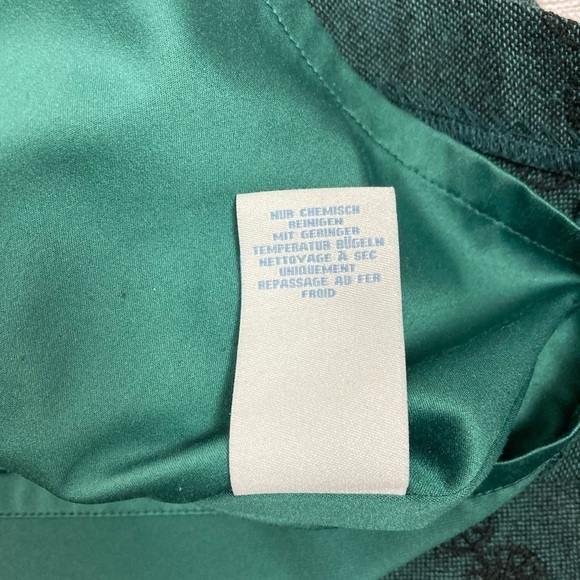 NUR CHEMISCH
REINIGEN
MIT GERINGER
TEMPERATUR BÜGELN
NETTOYAGE À SEC
UNIQUEMENT
REPASSAGE AU FER
FROID